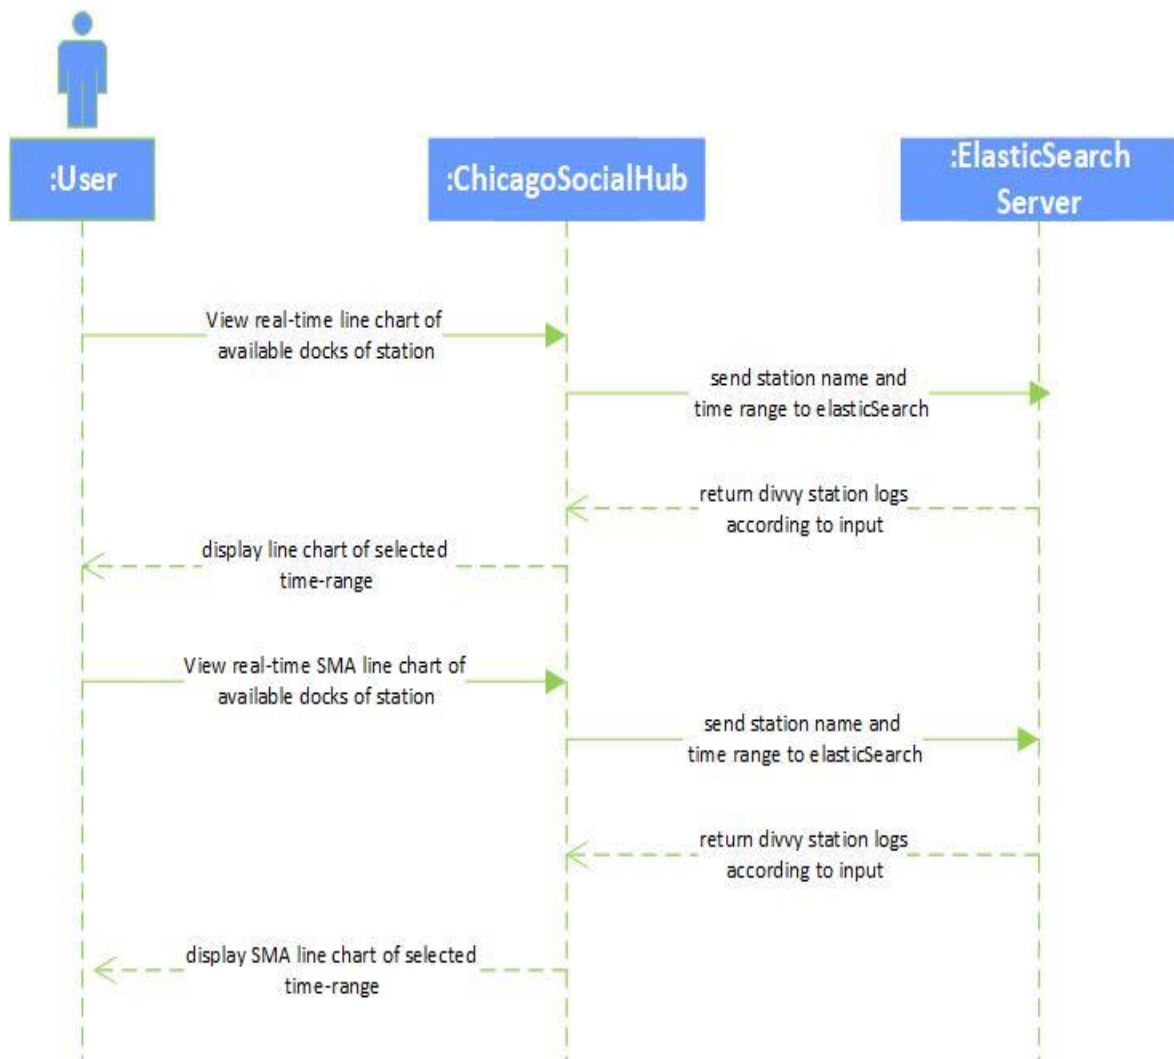 :User
:ChicagoSocialHub
:ElasticSearch
Server
View real-time line chart of
available docks of station
send station name and
time range to elasticSearch
return divvy station logs
according to input
display line chart of selected
time-range
View real-time SMA line chart of
available docks of station
send station name and
time range to elasticSearch
return divvy station logs
according to input
display SMA line chart of selected
time-range